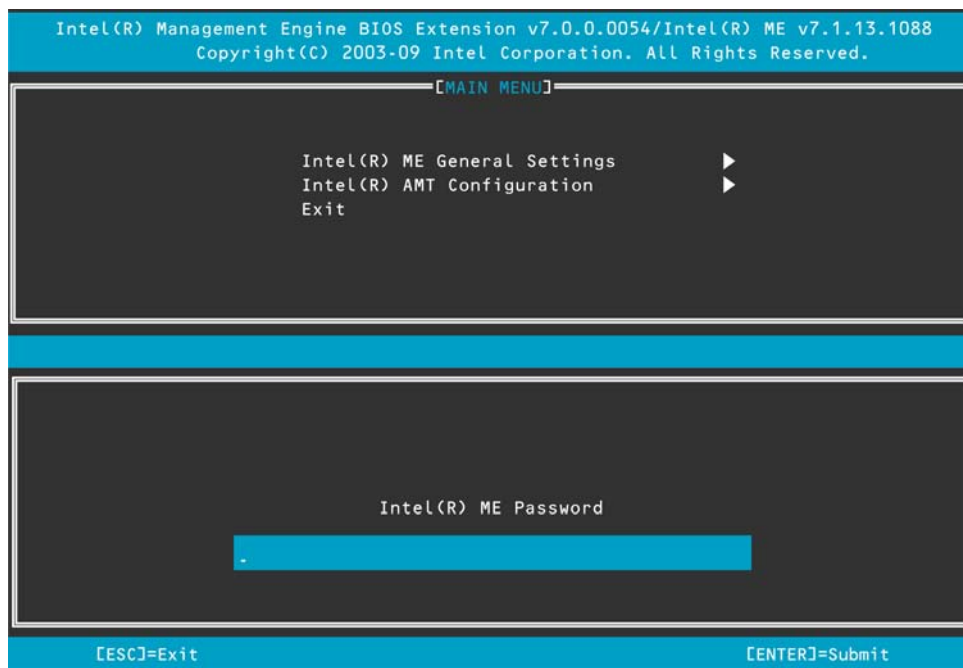 Intel(R) Management Engine BIOS Extension v7.0.0.0054/Intel(R) ME v7.1.13.1088
Copyright(C) 2003-09 Intel Corporation. All Rights Reserved.
[MAIN MENU]
Intel(R) ME General Settings
Intel(R) AMT Configuration
Exit
Intel(R) ME Password
[ESC]=Exit [ENTER]=Submit